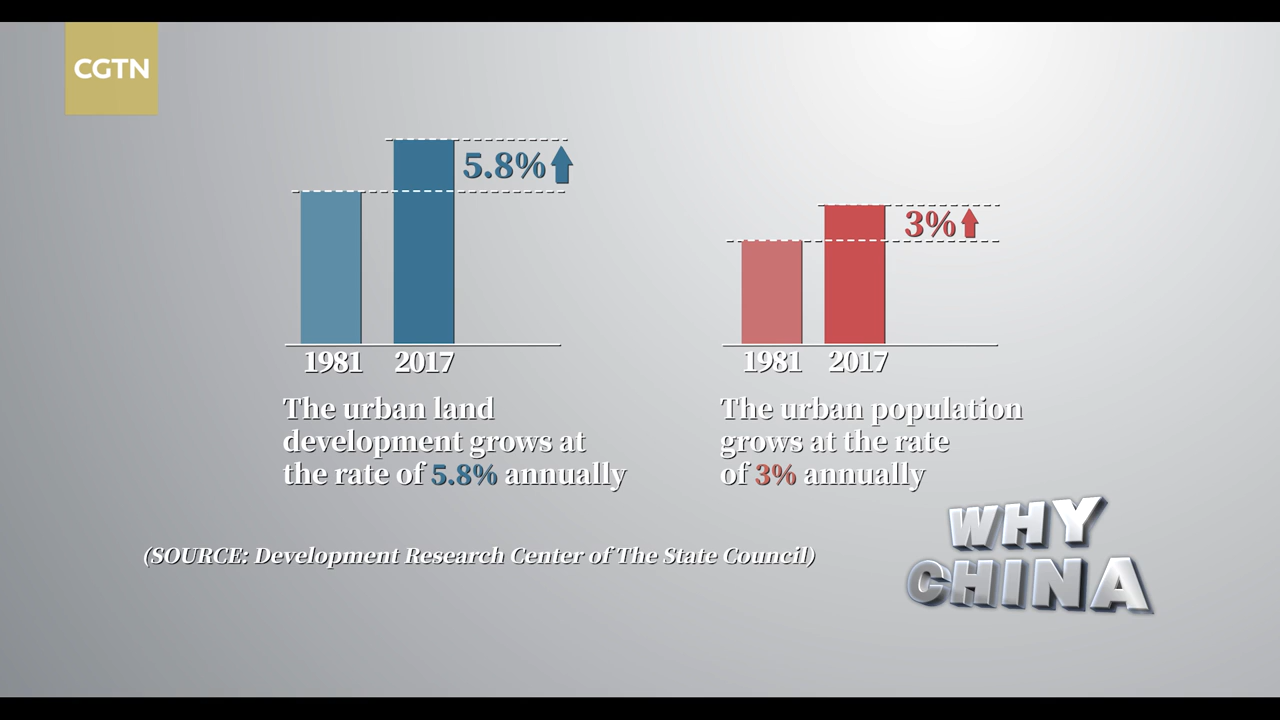 CGTN
5.8%
1981 2017
The urban land
development grows at
the rate of 5.8% annually
3%
1981 2017
The urban population
grows at the rate
of 3% annually
(SOURCE: Development Research Center of The State Council)
WHY
CHINA